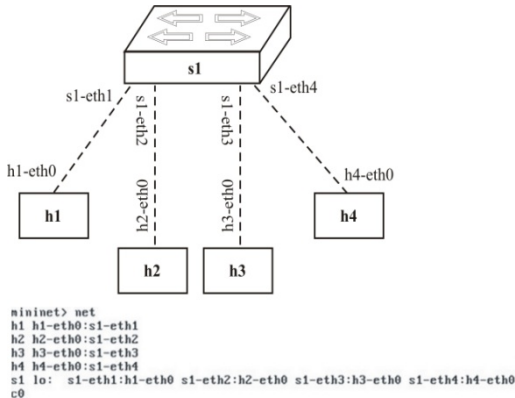 s1
s1-eth1
s1-eth2
s1-eth3
s1-eth4
h1-eth0
h2-eth0
h3-eth0
h4-eth0
h1
h2
h3
h4
mininet> net
h1 h1-eth0:s1-eth1
h2 h2-eth0:s1-eth2
h3 h3-eth0:s1-eth3
h4 h4-eth0:s1-eth4
s1 lo:  s1-eth1:h1-eth0 s1-eth2:h2-eth0 s1-eth3:h3-eth0 s1-eth4:h4-eth0
c0